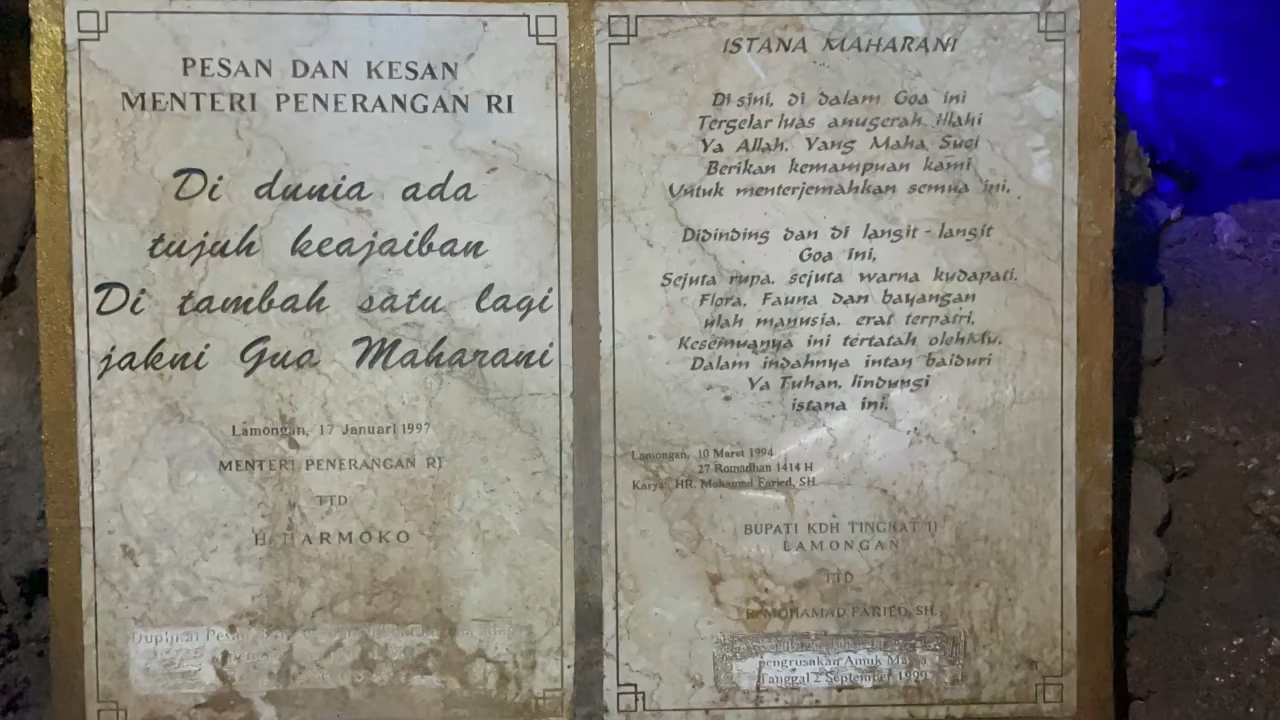 PESAN DAN KESAN
MENTERI PENERANGAN RI
Di dunia ada
tujuh keajaiban
Di tambah satu lagi
jakni Gua Maharani
Lamongan, 17 Januari 1997
MENTERI PENERANGAN RI
TTD
H. HARMOKO
ISTANA MAHARANI
Di sini, di dalam Goa ini
Tergelar luas anugerah Illahi
Ya Allah, Yang Maha Suci
Berikan kemampuan kami
Untuk menterjemahkan semua ini.
Didinding dan di langit-langit
Goa ini,
Sejuta rupa, sejuta warna kudapati.
Flora, Fauna dan bayangan
ulah manusia, erat terpatri.
Kesemuanya ini tertatah olehMu.
Dalam indahnya intan baiduri
Ya Tuhan, lindungi
istana ini.
Lamongan, 10 Maret 1994
27 Romadhan 1414 H
Karya: HR. Mohamad Faried, SH.
BUPATI KDH TINGKAT II
LAMONGAN
TTD
R. MOHAMAD FARIED, SH.
pengrusakan Amuk Massa
Tanggal 2 September 1999